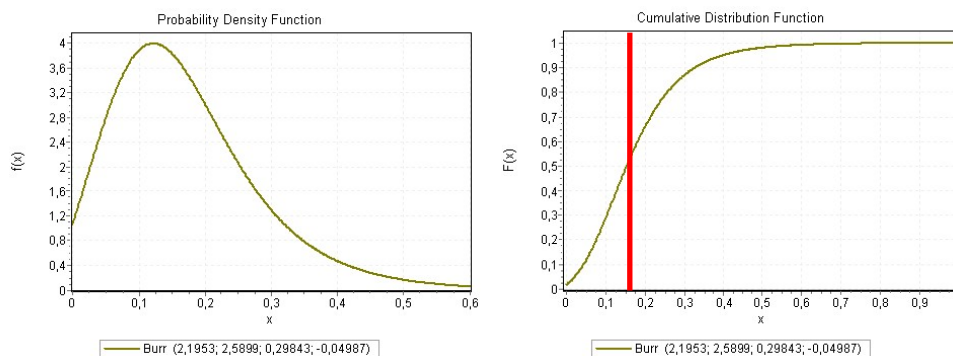 Probability Density Function
4
3,6
3,2
2,8
2,4
2
1,6
1,2
0,8
0,4
0
f(x)
0 0,1 0,2 0,3 0,4 0,5 0,6
x
Burr (2,1953; 2,5899; 0,29843; -0,04987)
Cumulative Distribution Function
1
0,9
0,8
0,7
0,6
0,5
0,4
0,3
0,2
0,1
0
F(x)
0 0,1 0,2 0,3 0,4 0,5 0,6 0,7 0,8 0,9
x
Burr (2,1953; 2,5899; 0,29843; -0,04987)